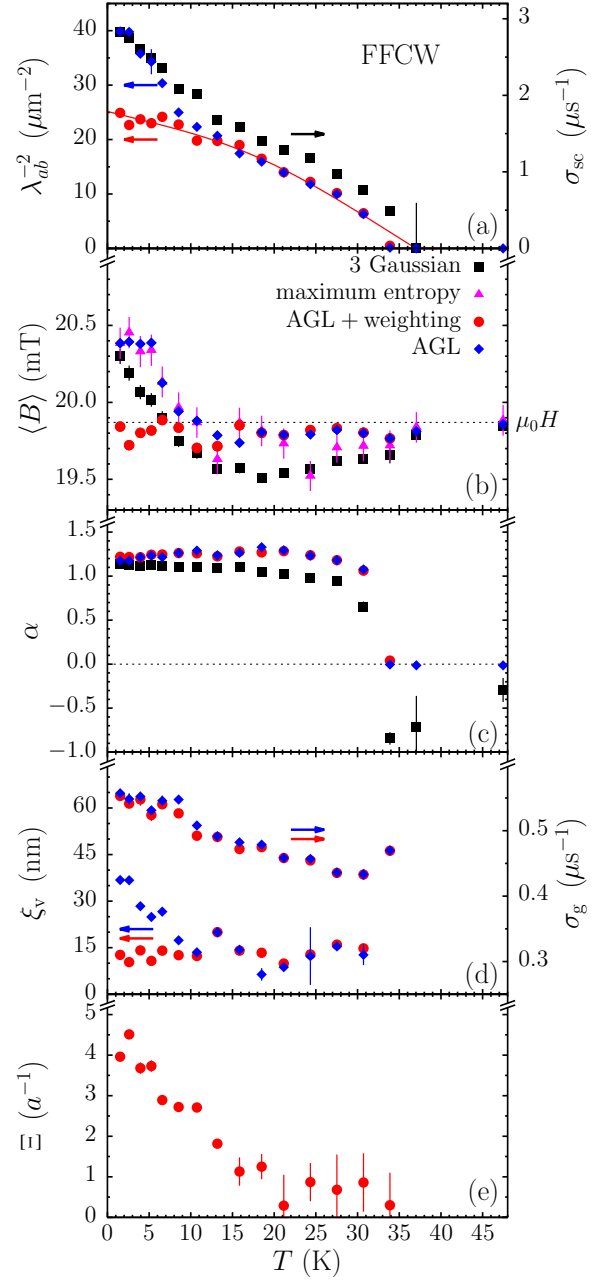 FFCW
λ_ab^−2 (μm^−2)
σ_sc (μs^−1)
40
30
20
10
0
3
2
1
0
(a)
3 Gaussian
maximum entropy
AGL + weighting
AGL
⟨B⟩ (mT)
20.5
20.0
19.5
μ₀H
(b)
α
1.5
1.0
0.5
0.0
−0.5
−1.0
(c)
ξ_v (nm)
σ_g (μs^−1)
60
45
30
15
0
0.5
0.4
0.3
(d)
Ξ (a^−1)
5
4
3
2
1
0
(e)
0 5 10 15 20 25 30 35 40 45
T (K)